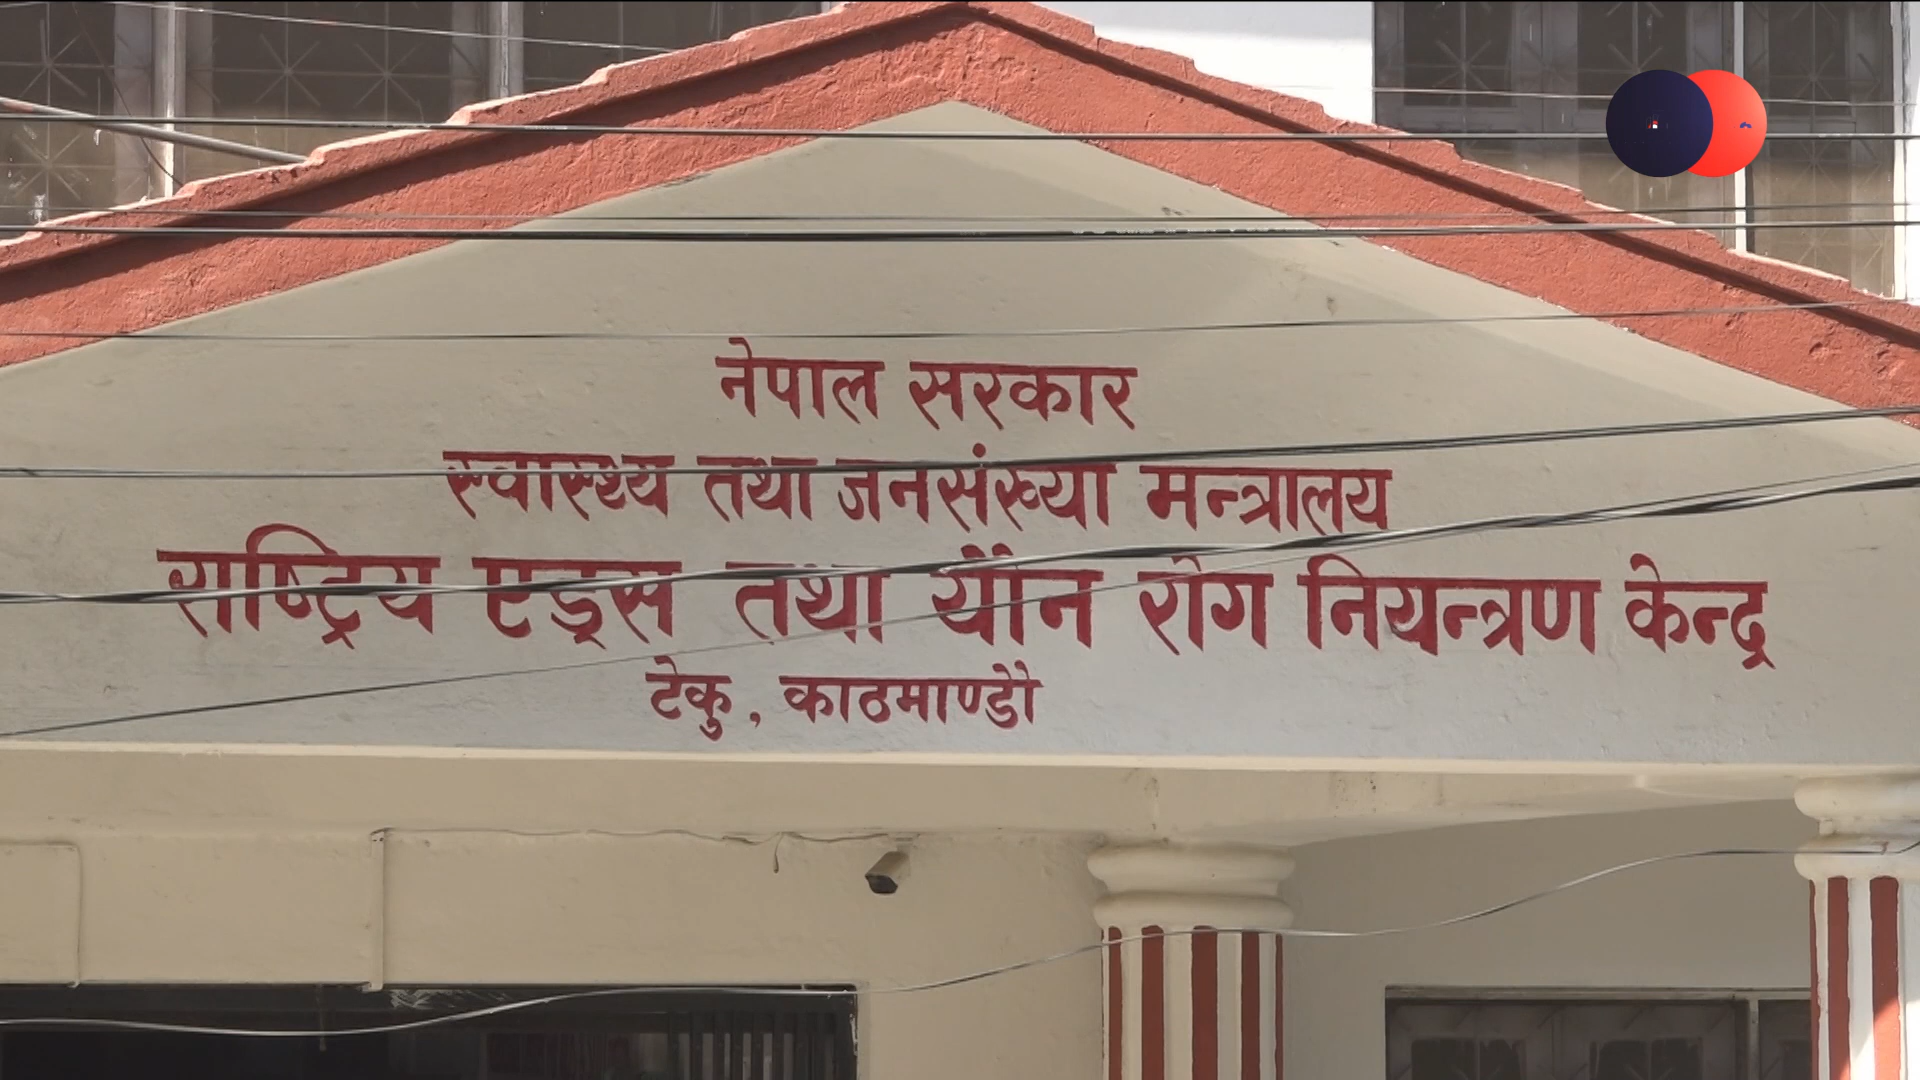 नेपाल सरकार
स्वास्थ्य तथा जनसंख्या मन्त्रालय
राष्ट्रिय एड्स तथा यौन रोग नियन्त्रण केन्द्र
टेकु, काठमाण्डौ